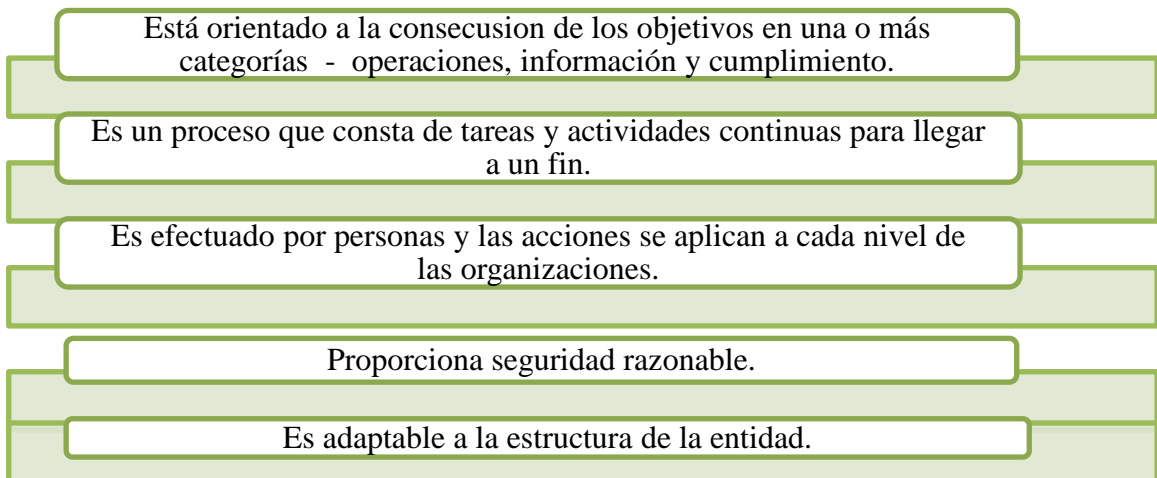 Está orientado a la consecusion de los objetivos en una o más
categorías - operaciones, información y cumplimiento.
Es un proceso que consta de tareas y actividades continuas para llegar
a un fin.
Es efectuado por personas y las acciones se aplican a cada nivel de
las organizaciones.
Proporciona seguridad razonable.
Es adaptable a la estructura de la entidad.